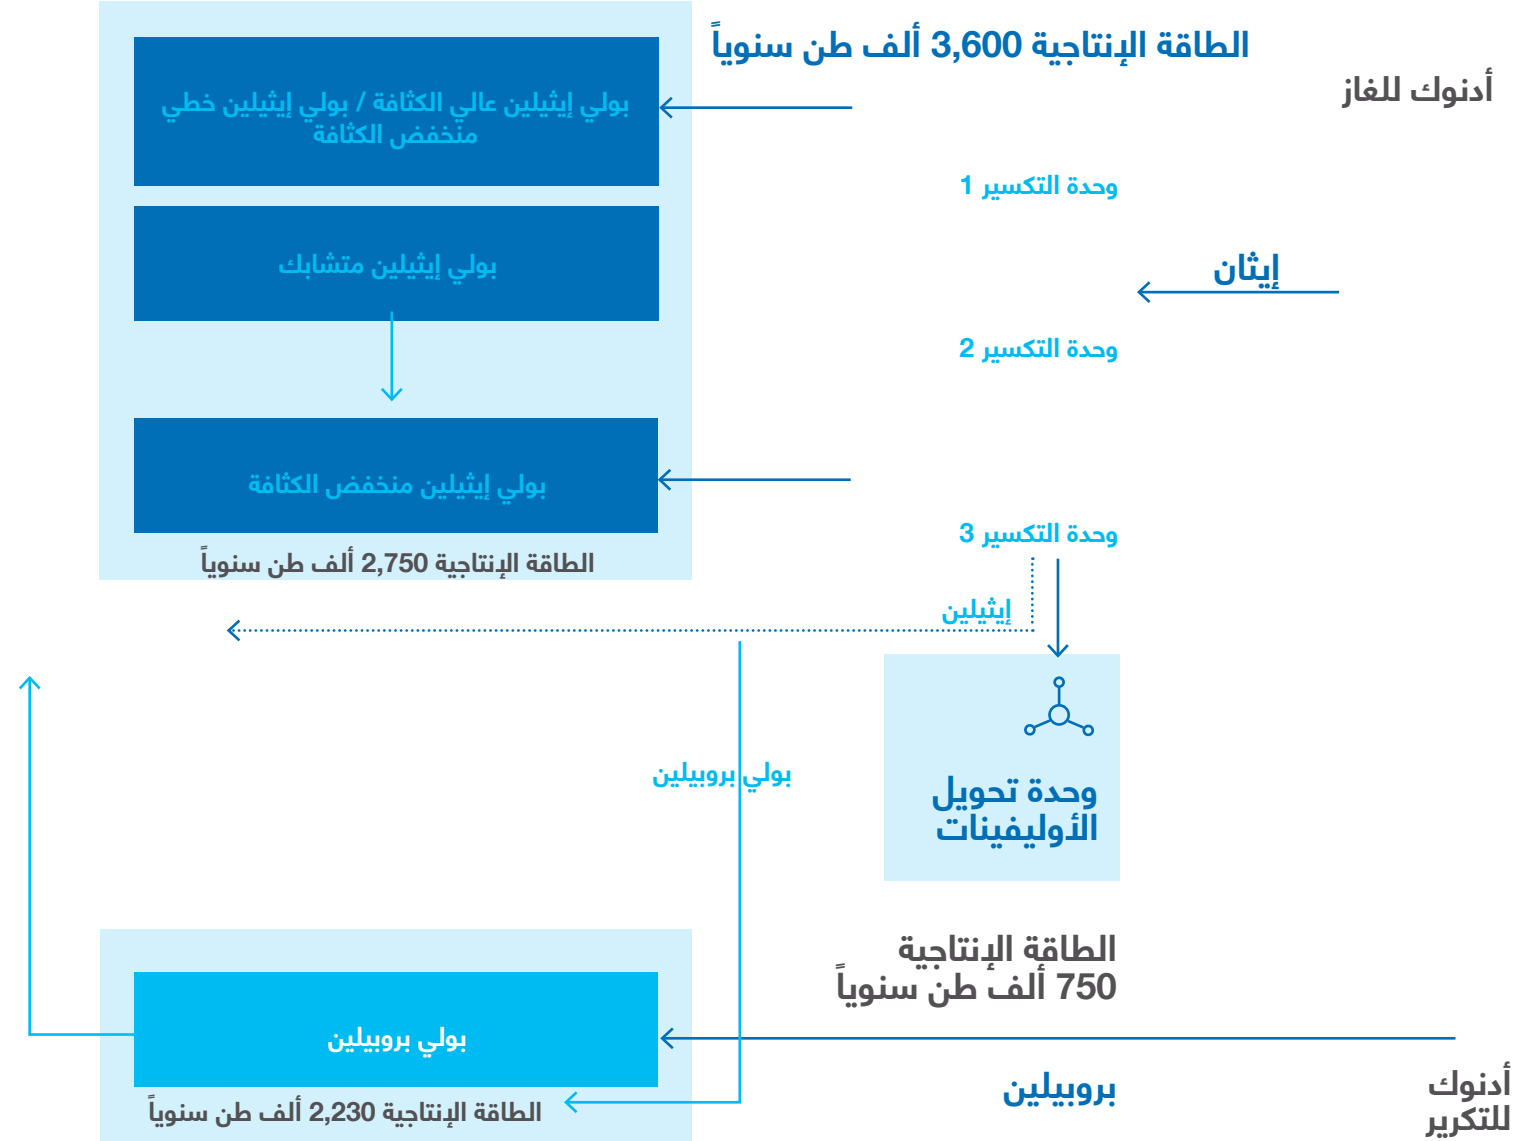 الطاقة الإنتاجية 3,600 ألف طن سنوياً
أدنوك للغاز
بولي إيثيلين عالي الكثافة / بولي إيثيلين خطي
منخفض الكثافة
وحدة التكسير 1
بولي إيثيلين متشابك
إيثان
وحدة التكسير 2
بولي إيثيلين منخفض الكثافة
وحدة التكسير 3
الطاقة الإنتاجية 2,750 ألف طن سنوياً
إيثيلين
بولي بروبيلين
وحدة تحويل
الأوليفينات
الطاقة الإنتاجية
750 ألف طن سنوياً
بولي بروبيلين
بروبيلين
أدنوك
للتكرير
الطاقة الإنتاجية 2,230 ألف طن سنوياً